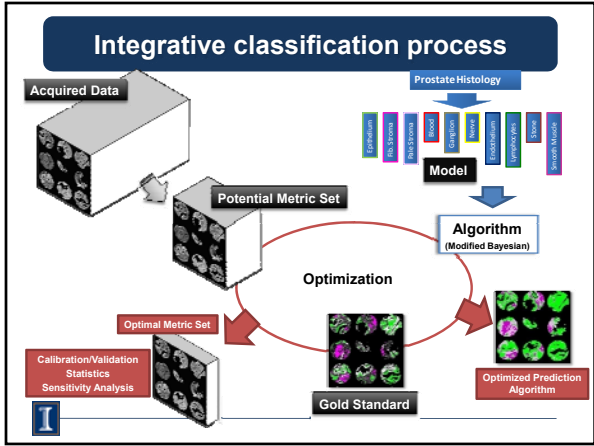 Integrative classification process
Acquired Data
Prostate Histology
Epithelium
Fib. Stroma
Pale Stroma
Blood
Ganglion
Nerve
Endothelium
Lymphocytes
Stone
Smooth Muscle
Model
Potential Metric Set
Algorithm
(Modified Bayesian)
Optimization
Optimal Metric Set
Calibration/Validation
Statistics
Sensitivity Analysis
Gold Standard
Optimized Prediction
Algorithm
I